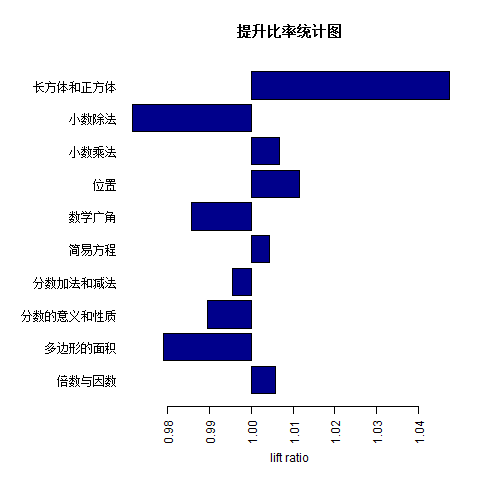 提升比率统计图
长方体和正方体
小数除法
小数乘法
位置
数学广角
简易方程
分数加法和减法
分数的意义和性质
多边形的面积
倍数与因数
0.98 0.99 1.00 1.01 1.02 1.03 1.04
lift ratio